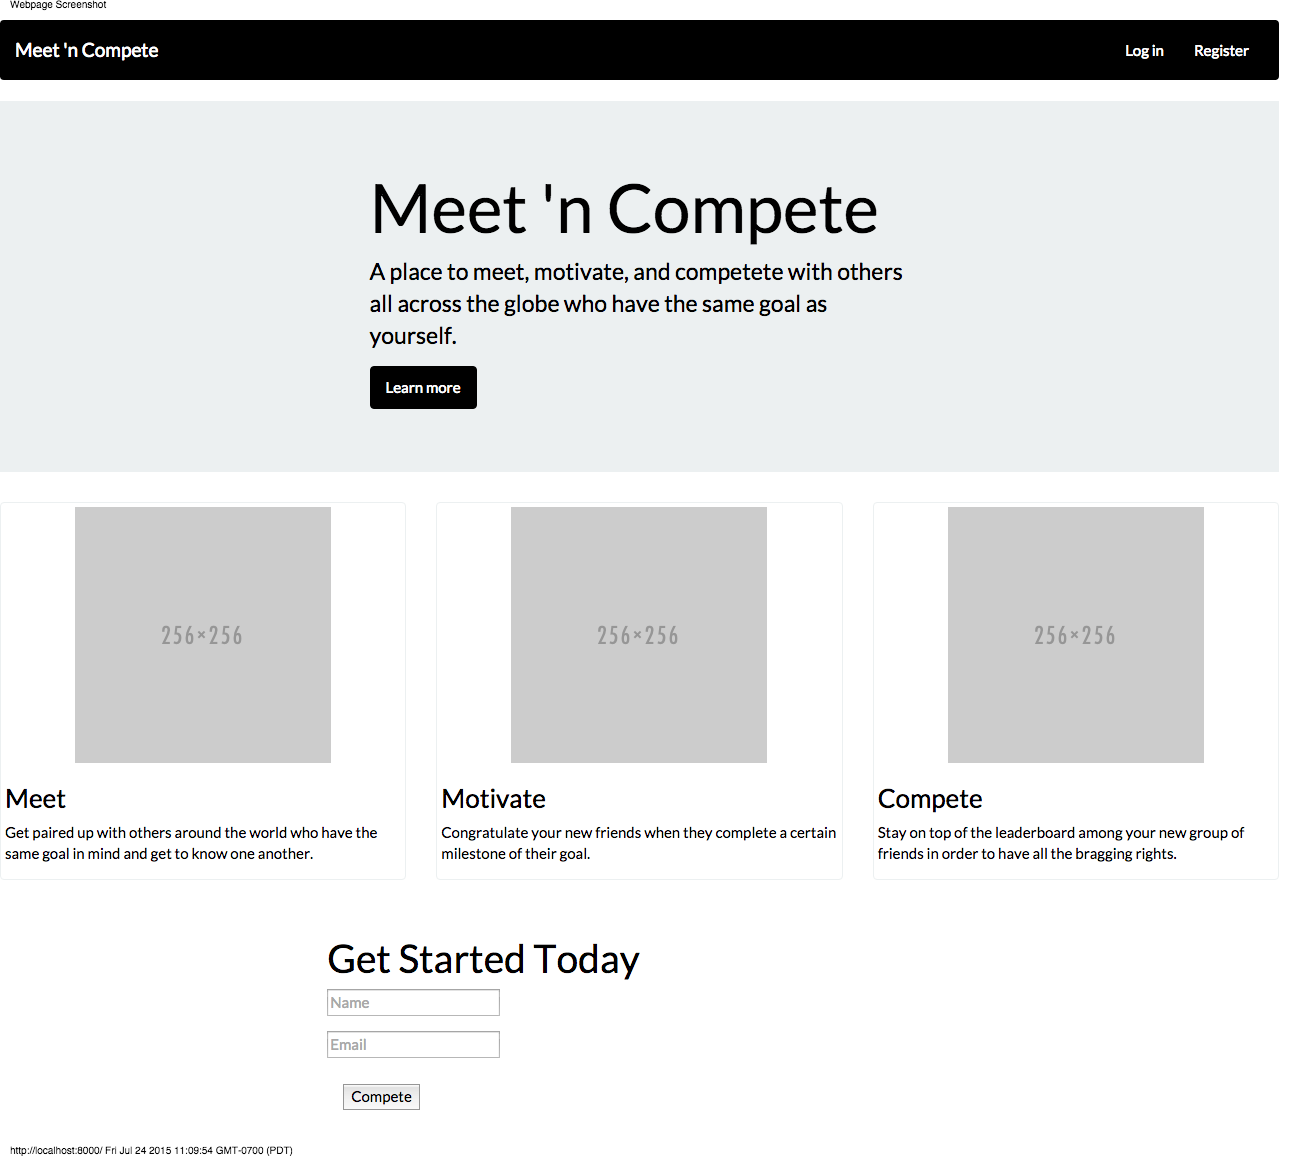 Webpage Screenshot
Meet 'n Compete
Log in
Register
Meet 'n Compete
A place to meet, motivate, and competete with others
all across the globe who have the same goal as
yourself.
Learn more
256×256
256×256
256×256
Meet
Get paired up with others around the world who have the
same goal in mind and get to know one another.
Motivate
Congratulate your new friends when they complete a certain
milestone of their goal.
Compete
Stay on top of the leaderboard among your new group of
friends in order to have all the bragging rights.
Get Started Today
Name
Email
Compete
http://localhost:8000/ Fri Jul 24 2015 11:09:54 GMT-0700 (PDT)